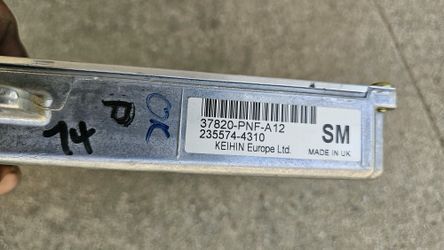 37820-PNF-A12
235574-4310
KEIHIN Europe Ltd.
SM
MADE IN UK
OK
P
14